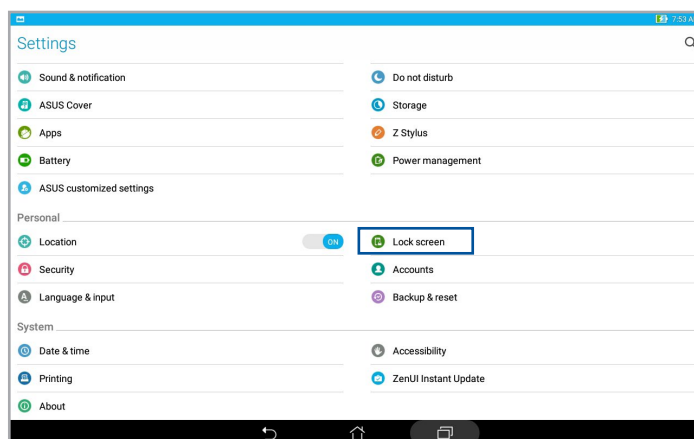 7:53 A
Settings
Sound & notification
Do not disturb
ASUS Cover
Storage
Apps
Z Stylus
Battery
Power management
ASUS customized settings
Personal
Location
ON
Lock screen
Security
Accounts
Language & input
Backup & reset
System
Date & time
Accessibility
Printing
ZenUI Instant Update
About